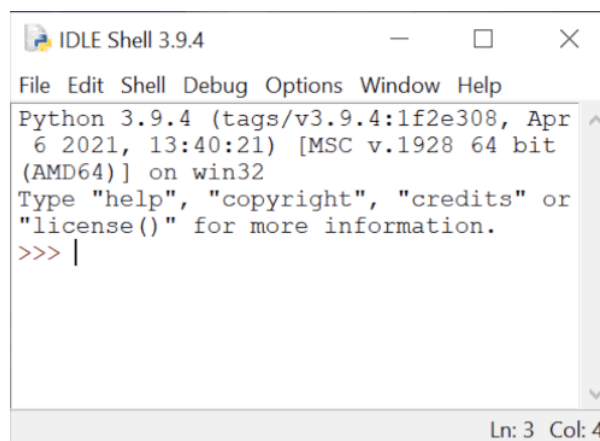 IDLE Shell 3.9.4
File Edit Shell Debug Options Window Help
Python 3.9.4 (tags/v3.9.4:1f2e308, Apr
 6 2021, 13:40:21) [MSC v.1928 64 bit
(AMD64)] on win32
Type "help", "copyright", "credits" or
"license()" for more information.
>>>
Ln: 3 Col: 4